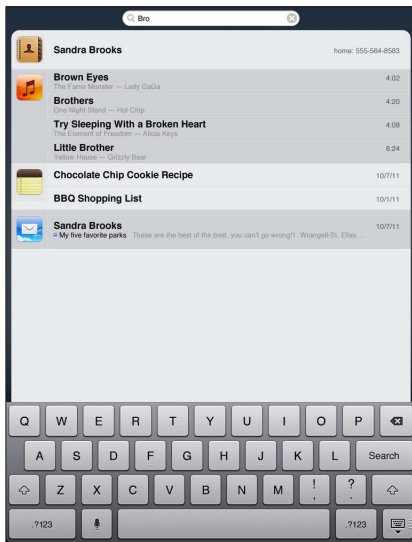 Bro
Sandra Brooks home: 555-564-8583
Brown Eyes 4:02
The Fame Monster — Lady GaGa
Brothers 4:20
One Night Stand — Hot Chip
Try Sleeping With a Broken Heart 4:08
The Element of Freedom — Alicia Keys
Little Brother 6:24
Yellow House — Grizzly Bear
Chocolate Chip Cookie Recipe 10/7/11
BBQ Shopping List 10/1/11
Sandra Brooks 10/7/11
My five favorite parks These are the best of the best, you can't go wrong!1. Wrangell-St. Elias...
Q W E R T Y U I O P
A S D F G H J K L Search
Z X C V B N M ! , ? .
.?123 .?123